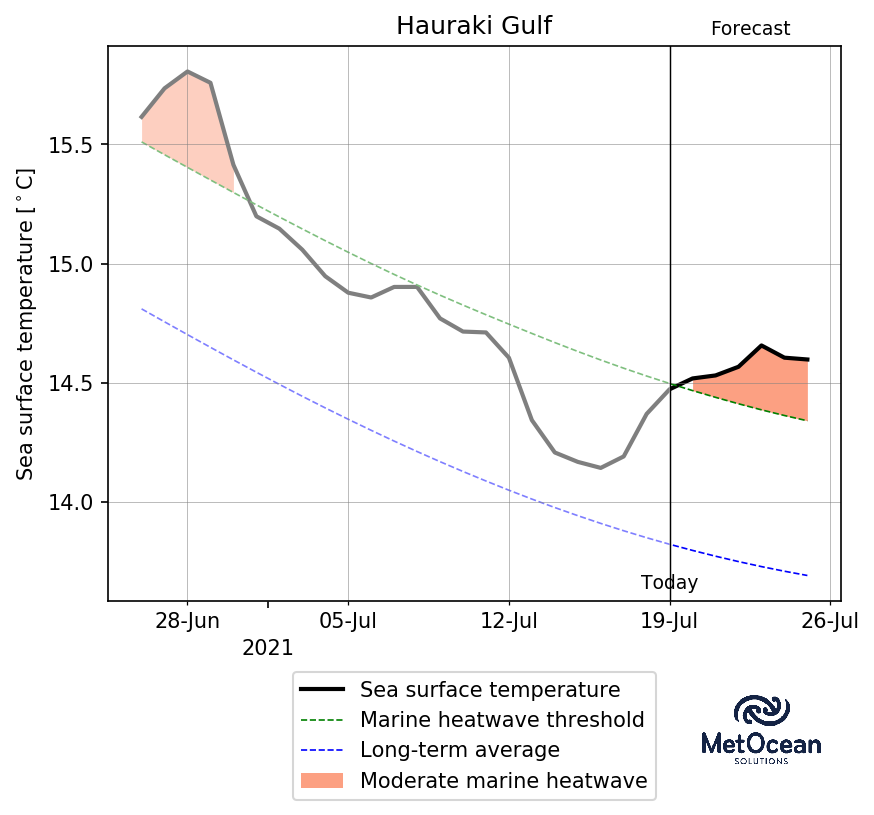 Hauraki Gulf
Forecast
Sea surface temperature [°C]
15.5
15.0
14.5
14.0
Today
28-Jun 05-Jul 12-Jul 19-Jul 26-Jul
2021
Sea surface temperature
Marine heatwave threshold
Long-term average
Moderate marine heatwave
MetOcean
SOLUTIONS